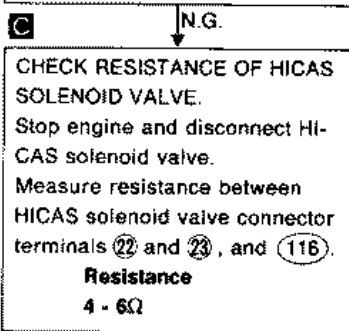 N.G.
C
CHECK RESISTANCE OF HICAS
SOLENOID VALVE.
Stop engine and disconnect HI-
CAS solenoid valve.
Measure resistance between
HICAS solenoid valve connector
terminals ㉒ and ㉓ , and (116).
Resistance
4 - 6Ω